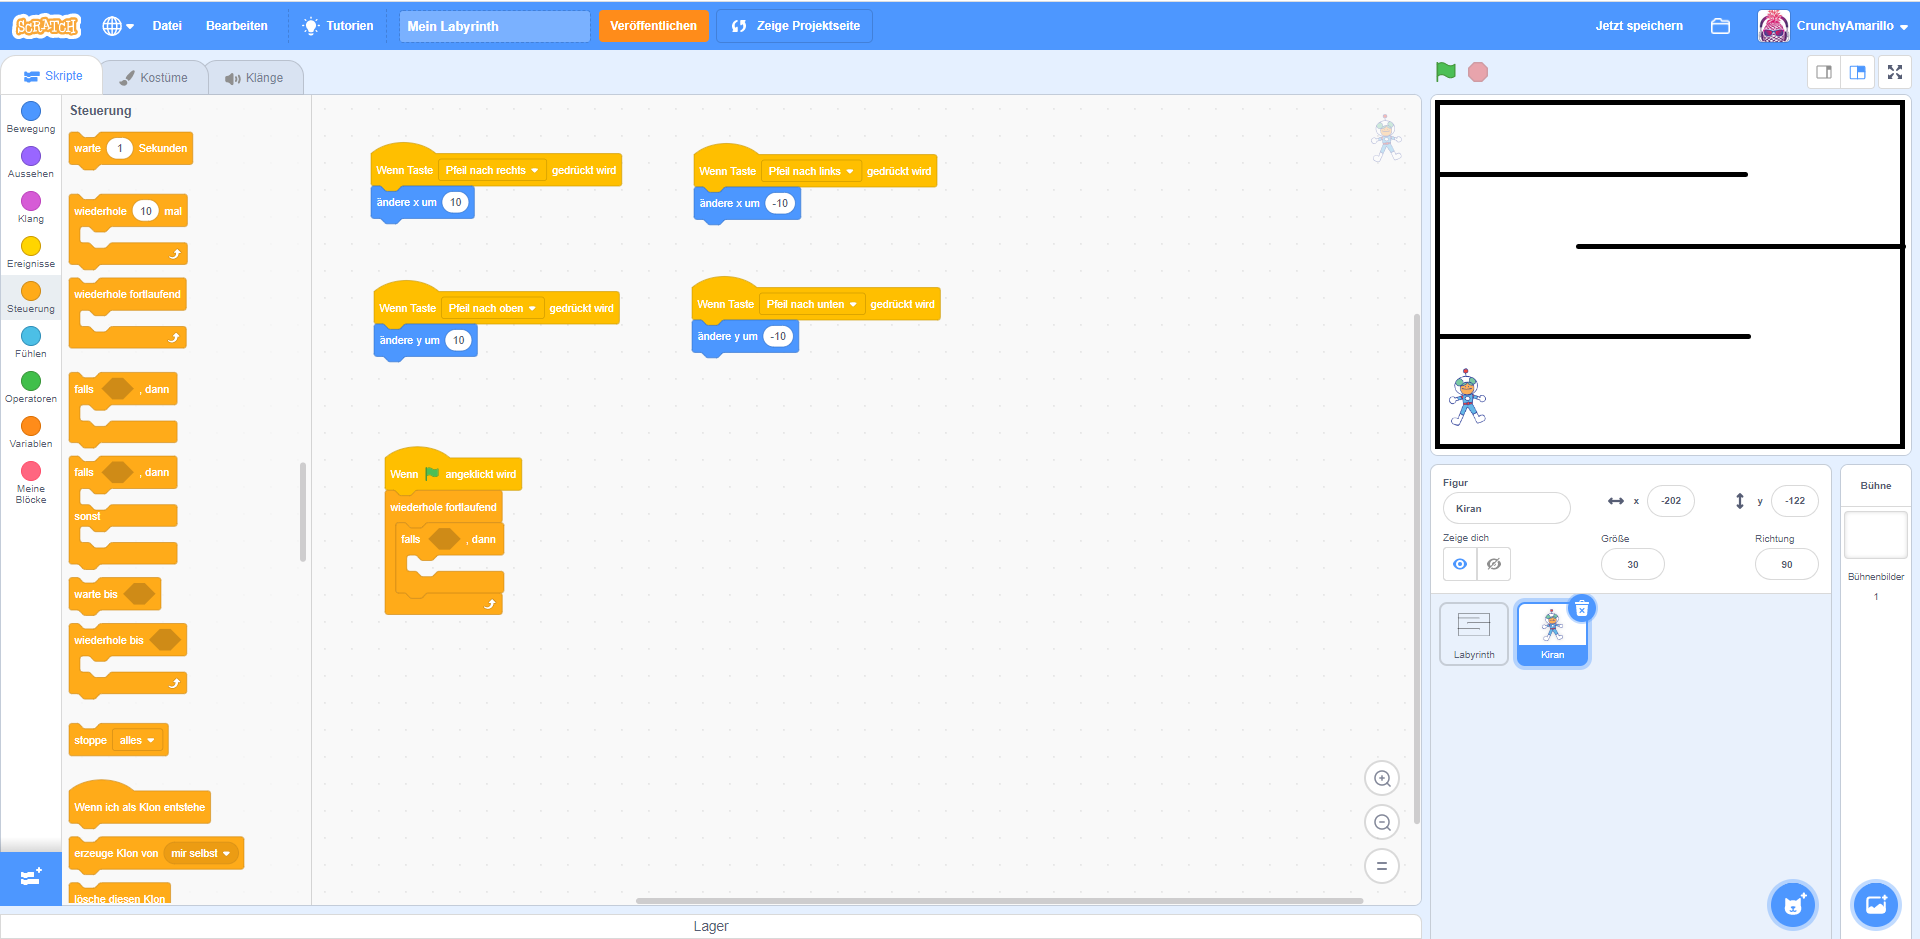 SCRATCH
Datei
Bearbeiten
Tutorien
Mein Labyrinth
Veröffentlichen
Zeige Projektseite
Jetzt speichern
CrunchyAmarillo
Skripte
Kostüme
Klänge
Bewegung
Aussehen
Klang
Ereignisse
Steuerung
Fühlen
Operatoren
Variablen
Meine
Blöcke
Steuerung
warte 1 Sekunden
wiederhole 10 mal
wiederhole fortlaufend
falls , dann
falls , dann
sonst
warte bis
wiederhole bis
stoppe alles
Wenn ich als Klon entstehe
erzeuge Klon von mir selbst
lösche diesen Klon
Wenn Taste Pfeil nach rechts gedrückt wird
ändere x um 10
Wenn Taste Pfeil nach links gedrückt wird
ändere x um -10
Wenn Taste Pfeil nach oben gedrückt wird
ändere y um 10
Wenn Taste Pfeil nach unten gedrückt wird
ändere y um -10
Wenn angeklickt wird
wiederhole fortlaufend
falls , dann
Lager
Figur
Kiran
x -202
y -122
Zeige dich
Größe
30
Richtung
90
Labyrinth
Kiran
Bühne
Bühnenbilder
1